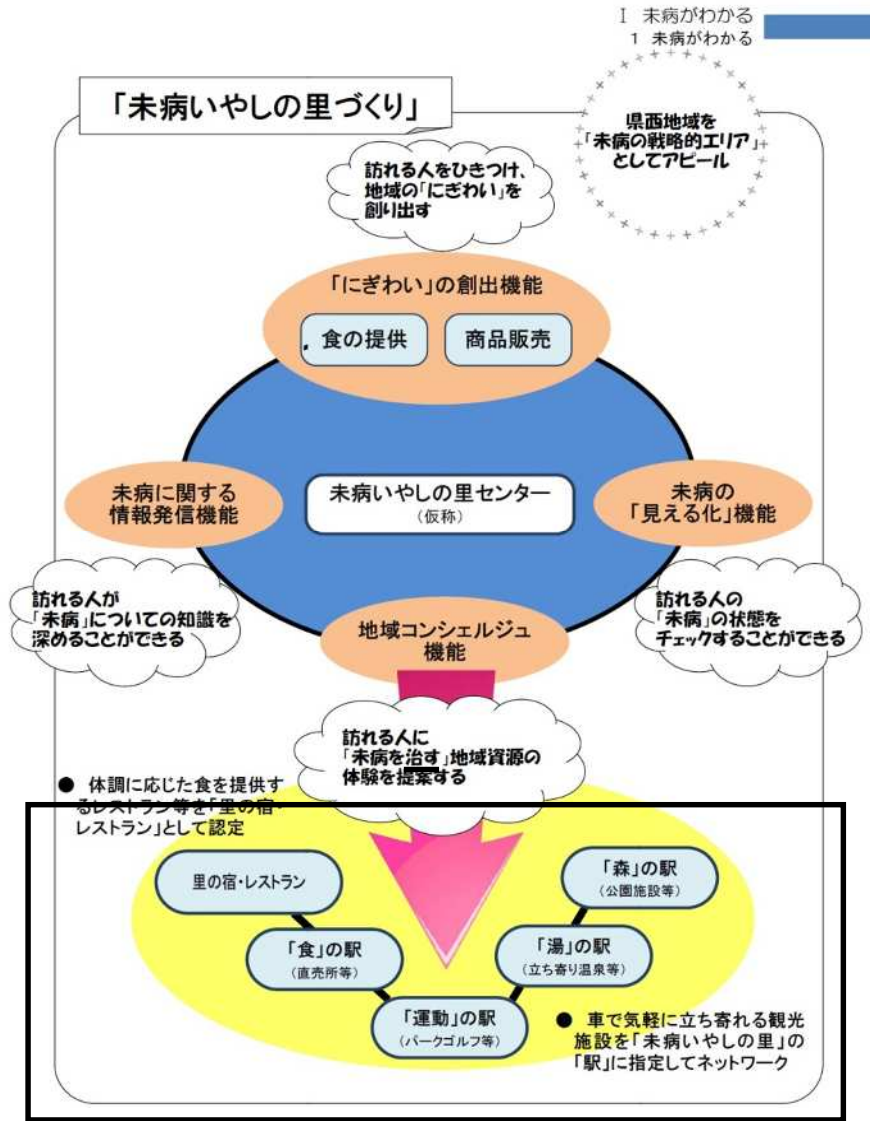 Ⅰ 未病がわかる
1 未病がわかる
「未病いやしの里づくり」
県西地域を
「未病の戦略的エリア」
としてアピール
訪れる人をひきつけ、
地域の「にぎわい」を
創り出す
「にぎわい」の創出機能
食の提供
商品販売
未病に関する
情報発信機能
未病いやしの里センター
（仮称）
未病の
「見える化」機能
訪れる人が
「未病」についての知識を
深めることができる
訪れる人の
「未病」の状態を
チェックすることができる
地域コンシェルジュ
機能
訪れる人に
「未病を治す」地域資源の
体験を提案する
● 体調に応じた食を提供す
るレストラン等を「里の宿・
レストラン」として認定
里の宿・レストラン
「森」の駅
（公園施設等）
「食」の駅
（直売所等）
「湯」の駅
（立ち寄り温泉等）
「運動」の駅
（パークゴルフ等）
● 車で気軽に立ち寄れる観光
施設を「未病いやしの里」の
「駅」に指定してネットワーク